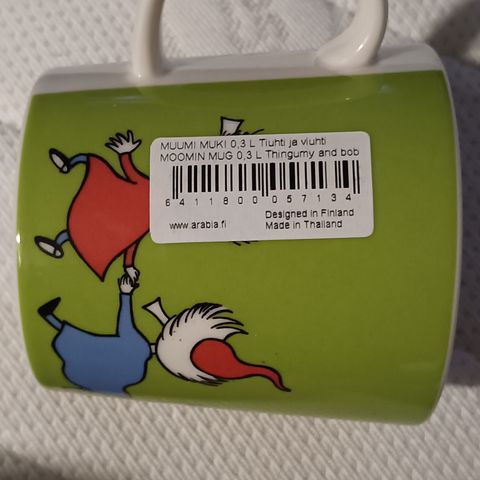 MUUMI MUKI 0,3 L Tiuhti ja viuhti
MOOMIN MUG 0,3 L Thingumy and bob
6 411800 057134
www.arabia.fi
Designed in Finland
Made in Thailand